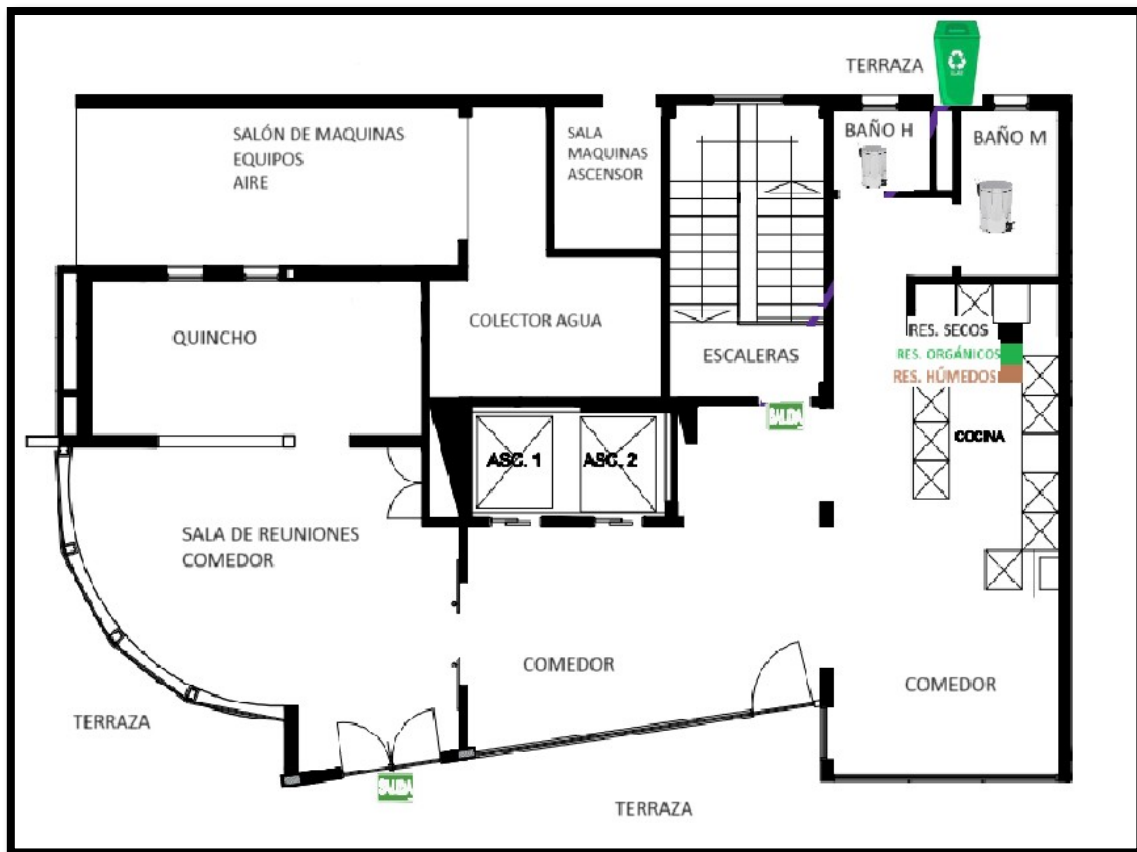 TERRAZA
BAÑO H
BAÑO M
SALÓN DE MAQUINAS
EQUIPOS
AIRE
SALA
MAQUINAS
ASCENSOR
QUINCHO
COLECTOR AGUA
ESCALERAS
RES. SECOS
RES. ORGÁNICOS
RES. HÚMEDOS
SALIDA
COCINA
ASC. 1
ASC. 2
SALA DE REUNIONES
COMEDOR
COMEDOR
COMEDOR
TERRAZA
SALIDA
TERRAZA